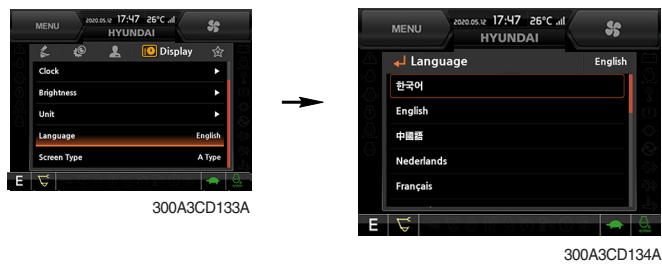 MENU
2020.05.12 17:47 26°C
HYUNDAI
Display
Clock
Brightness
Unit
Language English
Screen Type A Type
E
300A3CD133A
MENU
2020.05.12 17:47 26°C
HYUNDAI
Language English
한국어
English
中國語
Nederlands
Français
E
300A3CD134A